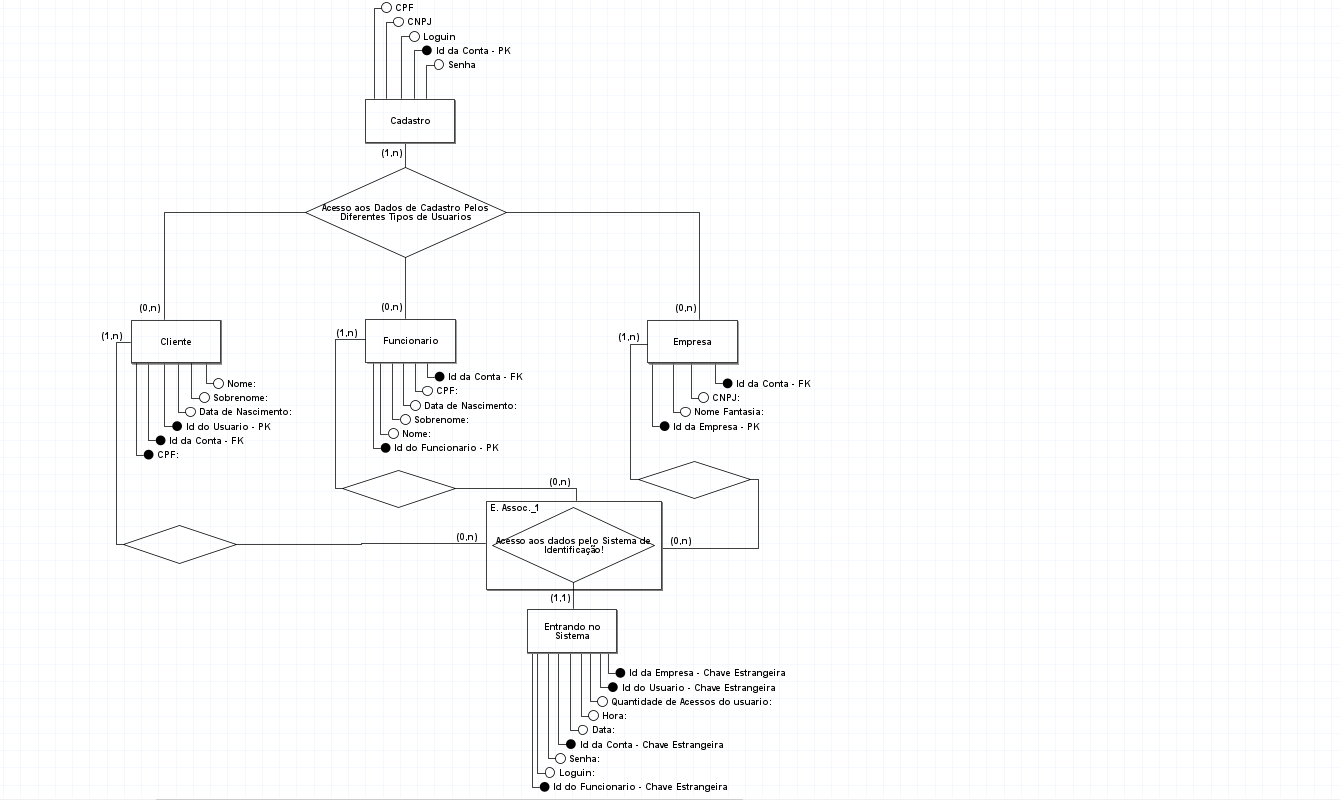 CPF
CNPJ
Loguin
Id da Conta - PK
Senha
Cadastro
(1,n)
Acesso aos Dados de Cadastro Pelos
Diferentes Tipos de Usuarios
(0,n)
(0,n)
(0,n)
(1,n)
Cliente
(1,n)
Funcionario
(1,n)
Empresa
Nome:
Sobrenome:
Data de Nascimento:
Id do Usuario - PK
Id da Conta - FK
CPF:
Id da Conta - FK
CPF:
Data de Nascimento:
Sobrenome:
Nome:
Id do Funcionario - PK
Id da Conta - FK
CNPJ:
Nome Fantasia:
Id da Empresa - PK
(0,n)
E. Assoc._1
(0,n)
Acesso aos dados pelo Sistema de
Identificação!
(0,n)
(1,1)
Entrando no
Sistema
Id da Empresa - Chave Estrangeira
Id do Usuario - Chave Estrangeira
Quantidade de Acessos do usuario:
Hora:
Data:
Id da Conta - Chave Estrangeira
Senha:
Loguin:
Id do Funcionario - Chave Estrangeira